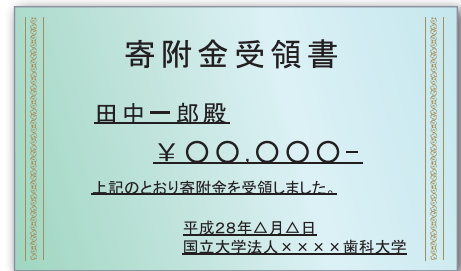 寄附金受領書
田中一郎殿
￥〇〇,〇〇〇−
上記のとおり寄附金を受領しました。
平成28年△月△日
国立大学法人××××歯科大学